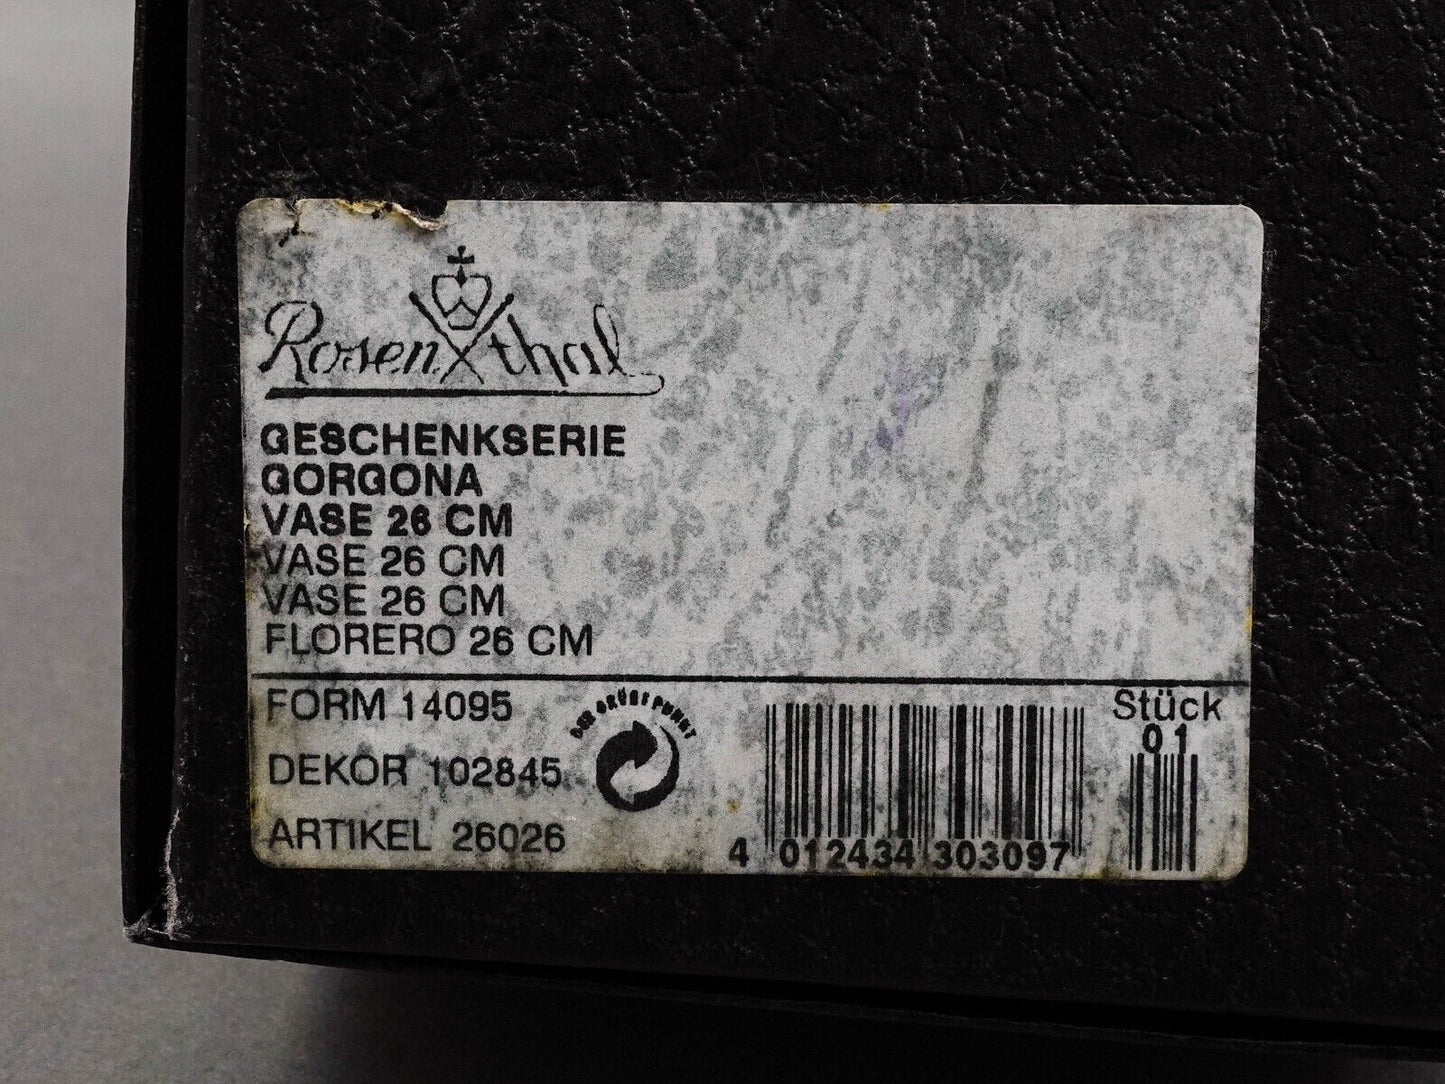 Rosenthal
GESCHENKSERIE
GORGONA
VASE 26 CM
VASE 26 CM
VASE 26 CM
FLORERO 26 CM
FORM 14095
DER GRÜNE PUNKT
Stück
01
DEKOR 102845
ARTIKEL 26026
4 012434 303097